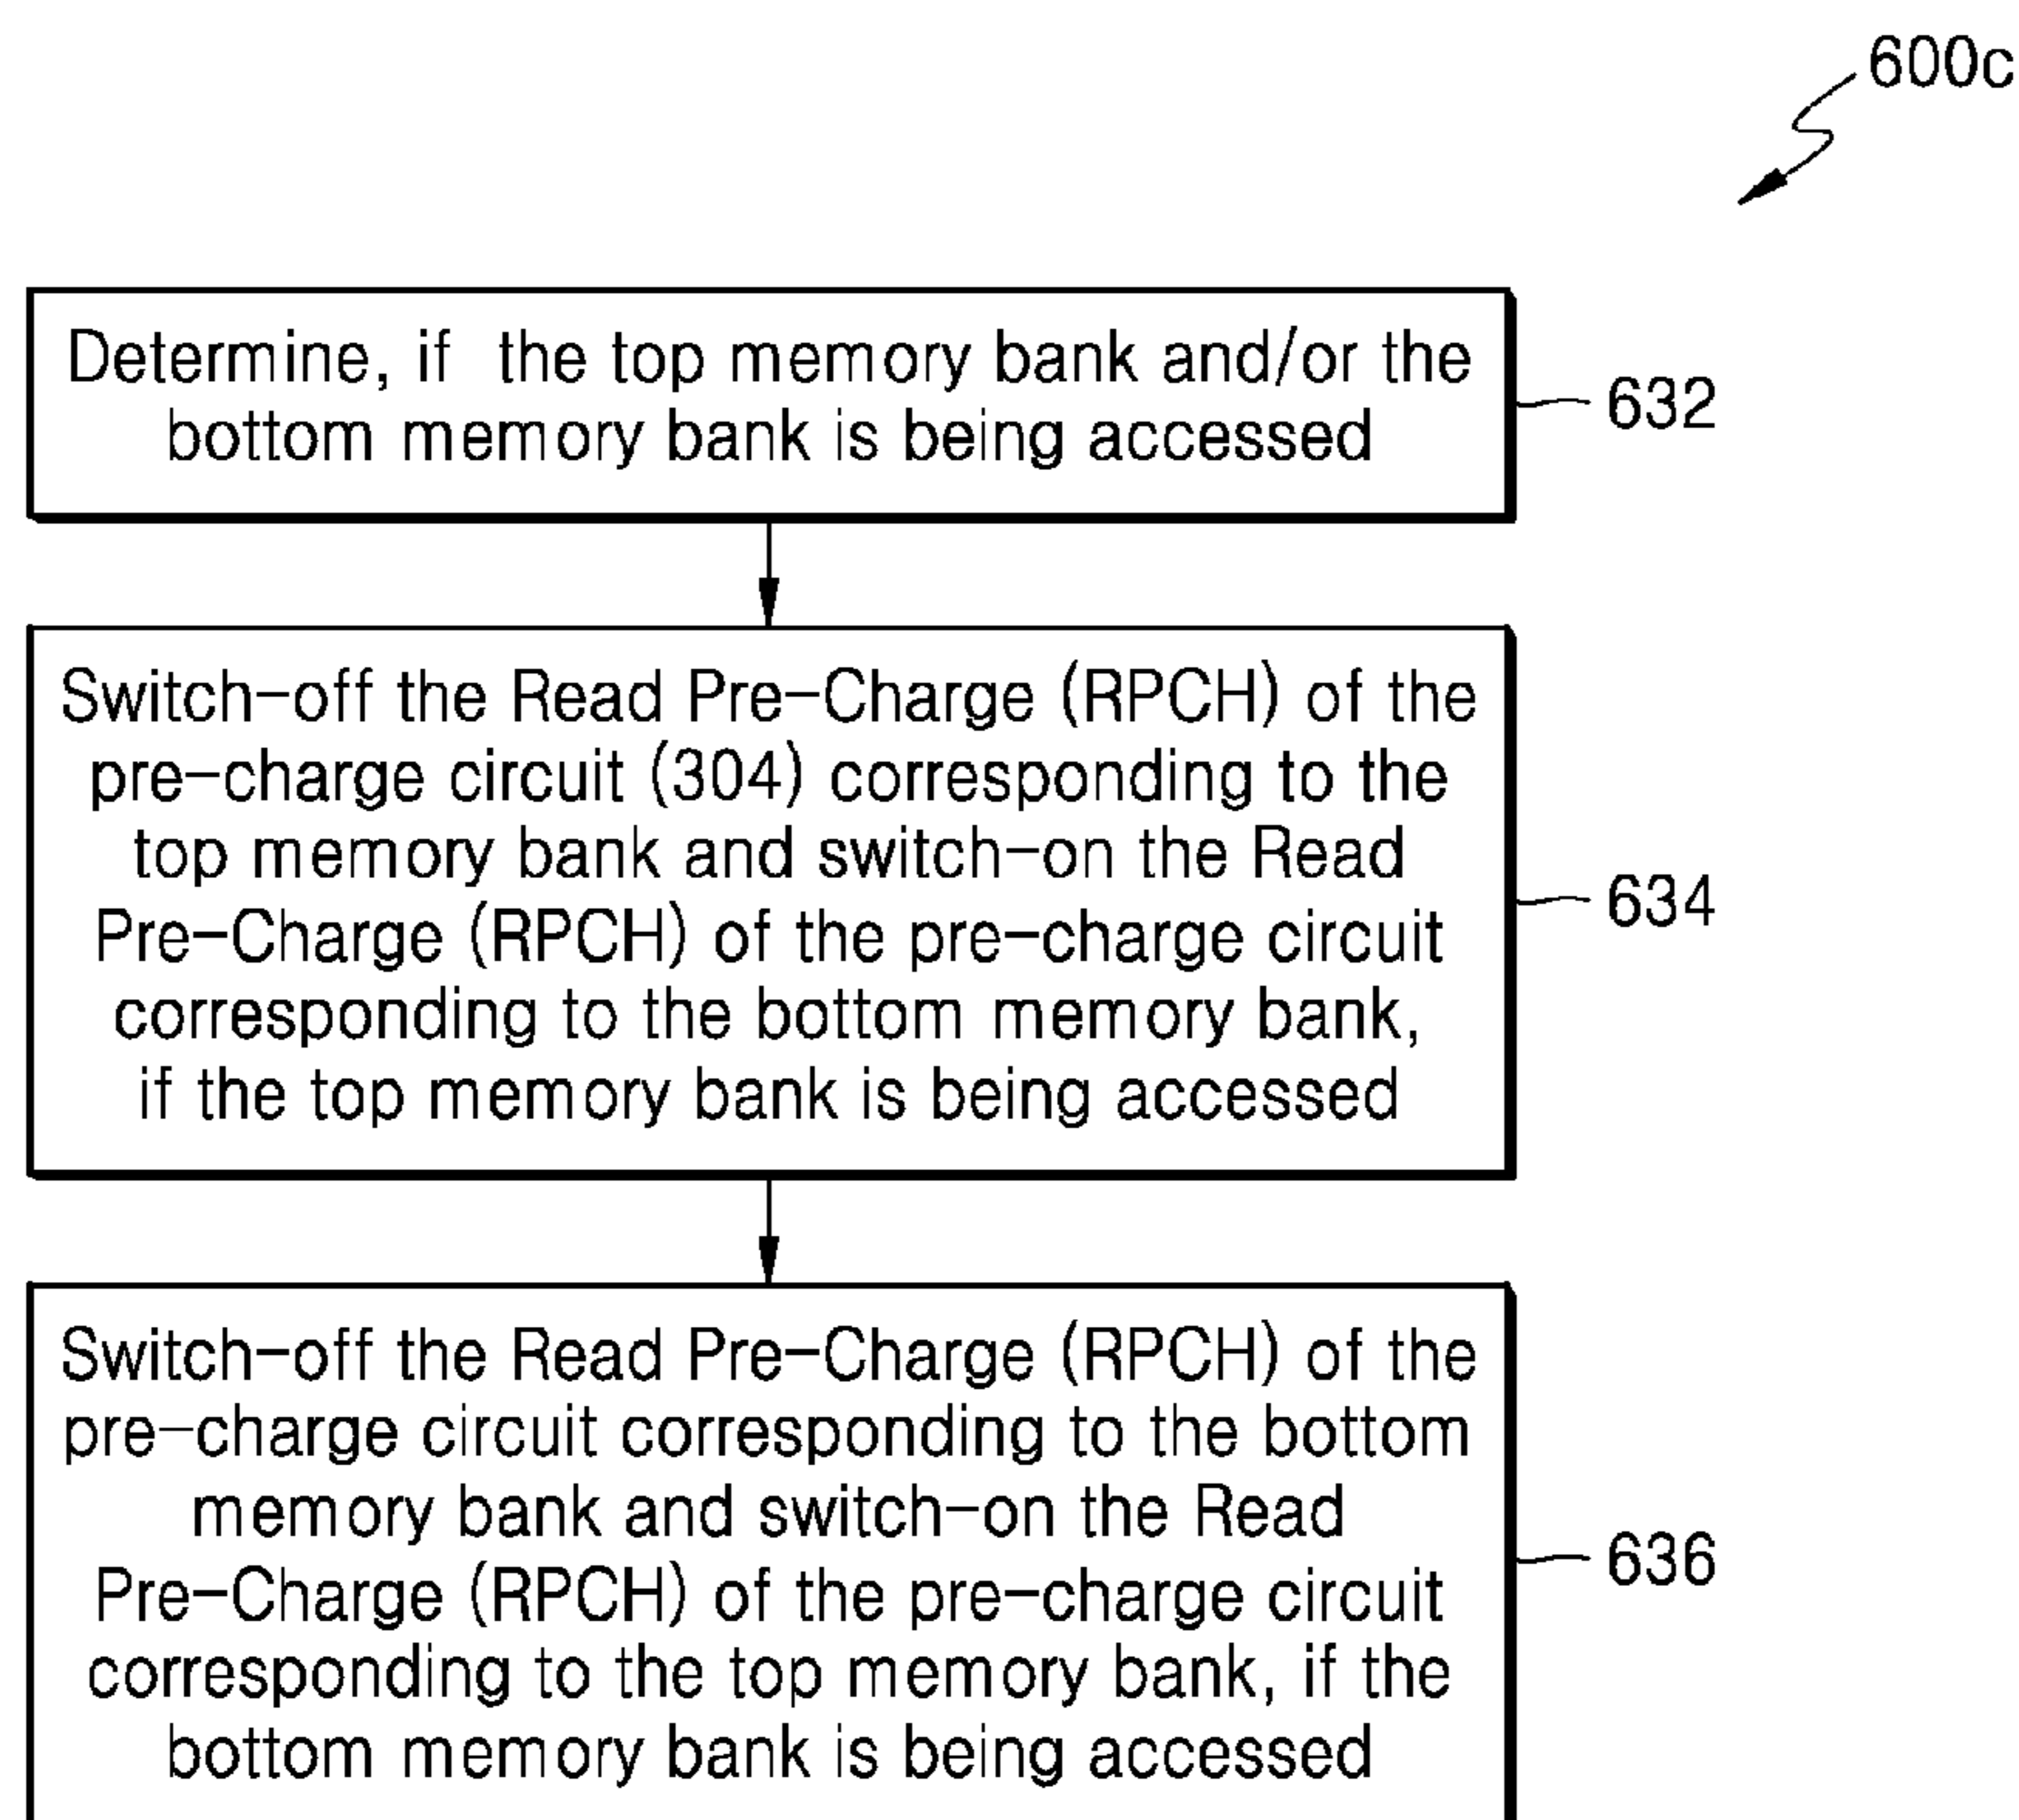 600c
Determine, if the top memory bank and/or the
bottom memory bank is being accessed
632
Switch-off the Read Pre-Charge (RPCH) of the
pre-charge circuit (304) corresponding to the
top memory bank and switch-on the Read
Pre-Charge (RPCH) of the pre-charge circuit
corresponding to the bottom memory bank,
if the top memory bank is being accessed
634
Switch-off the Read Pre-Charge (RPCH) of the
pre-charge circuit corresponding to the bottom
memory bank and switch-on the Read
Pre-Charge (RPCH) of the pre-charge circuit
corresponding to the top memory bank, if the
bottom memory bank is being accessed
636